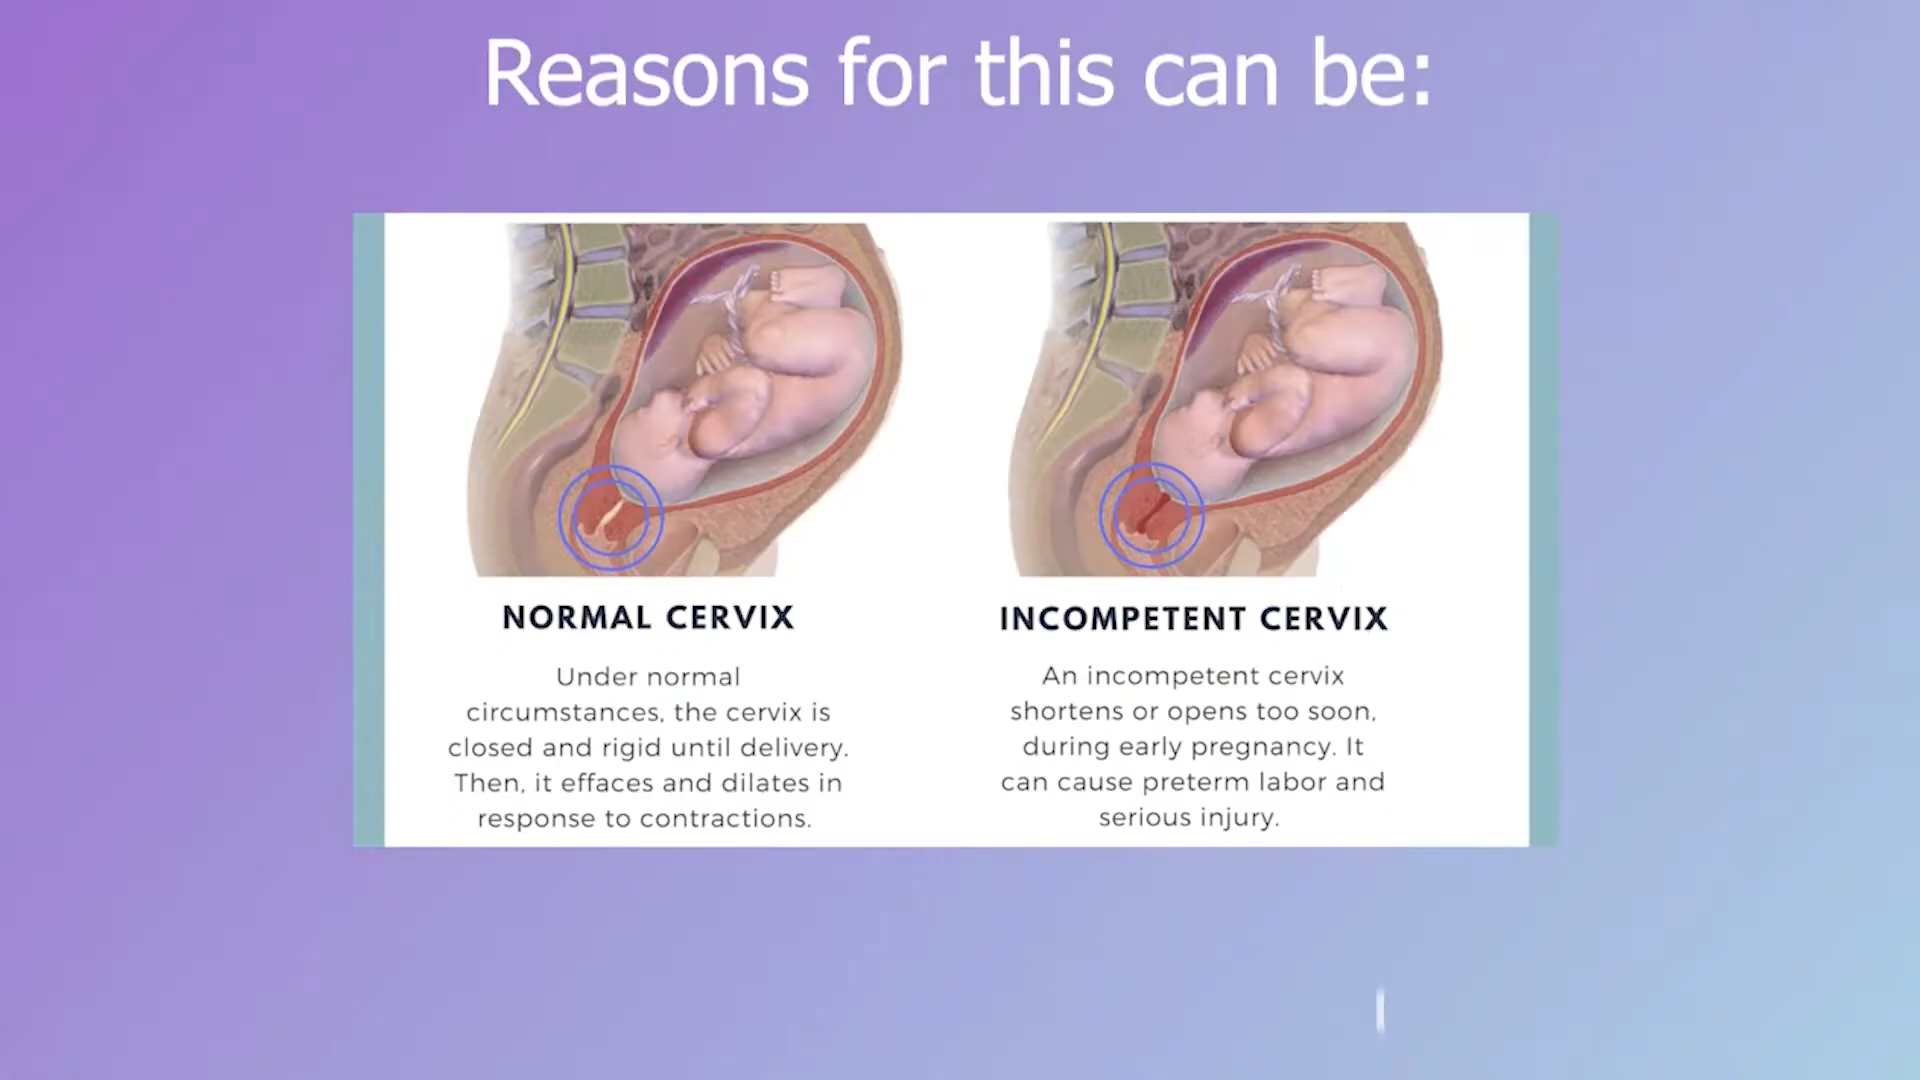 Reasons for this can be:
NORMAL CERVIX
Under normal
circumstances, the cervix is
closed and rigid until delivery.
Then, it effaces and dilates in
response to contractions.
INCOMPETENT CERVIX
An incompetent cervix
shortens or opens too soon,
during early pregnancy. It
can cause preterm labor and
serious injury.